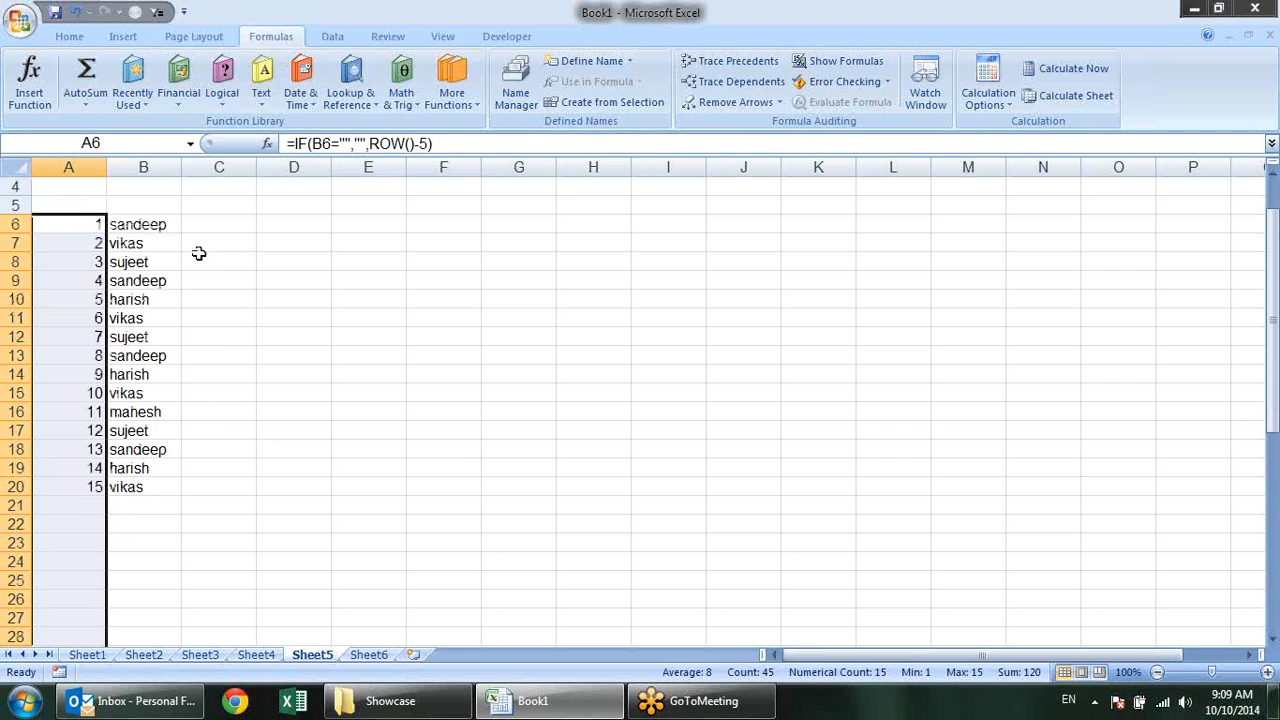 Book1 - Microsoft Excel
Home Insert Page Layout Formulas Data Review View Developer
Insert Function
AutoSum
Recently Used
Financial
Logical
Text
Date & Time
Lookup & Reference
Math & Trig
More Functions
Function Library
Name Manager
Define Name
Use in Formula
Create from Selection
Defined Names
Trace Precedents
Trace Dependents
Remove Arrows
Show Formulas
Error Checking
Evaluate Formula
Formula Auditing
Watch Window
Calculation Options
Calculate Now
Calculate Sheet
Calculation
A6 fx =IF(B6="","",ROW()-5)
A B C D E F G H I J K L M N O P
4
5
6 1 sandeep
7 2 vikas
8 3 sujeet
9 4 sandeep
10 5 harish
11 6 vikas
12 7 sujeet
13 8 sandeep
14 9 harish
15 10 vikas
16 11 mahesh
17 12 sujeet
18 13 sandeep
19 14 harish
20 15 vikas
21
22
23
24
25
26
27
28
Sheet1 Sheet2 Sheet3 Sheet4 Sheet5 Sheet6
Ready Average: 8 Count: 45 Numerical Count: 15 Min: 1 Max: 15 Sum: 120 100%
Inbox - Personal F... Showcase Book1 GoToMeeting EN 9:09 AM
10/10/2014